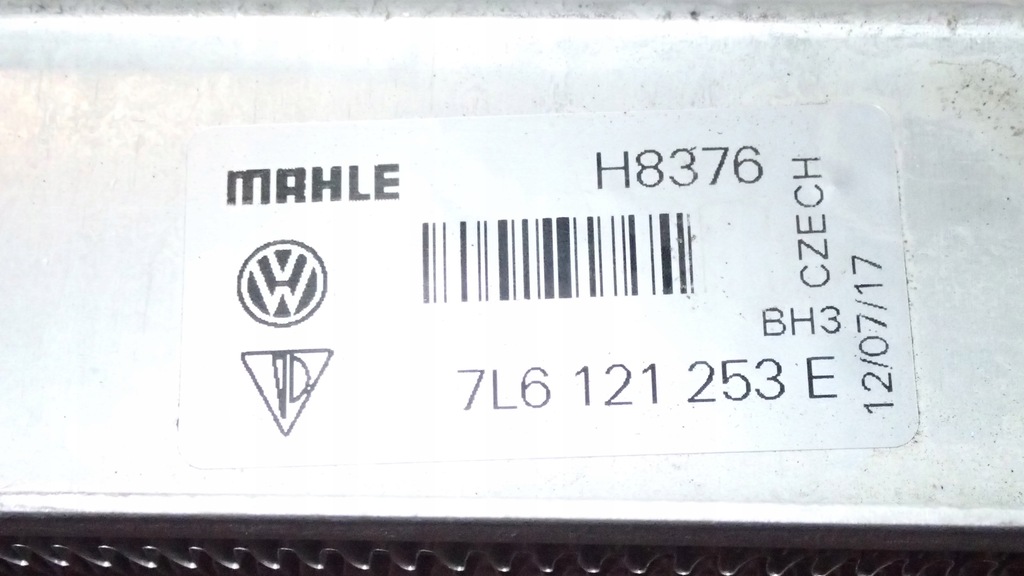 MAHLE
H8376
CZECH
BH3
12/07/17
7L6 121 253 E